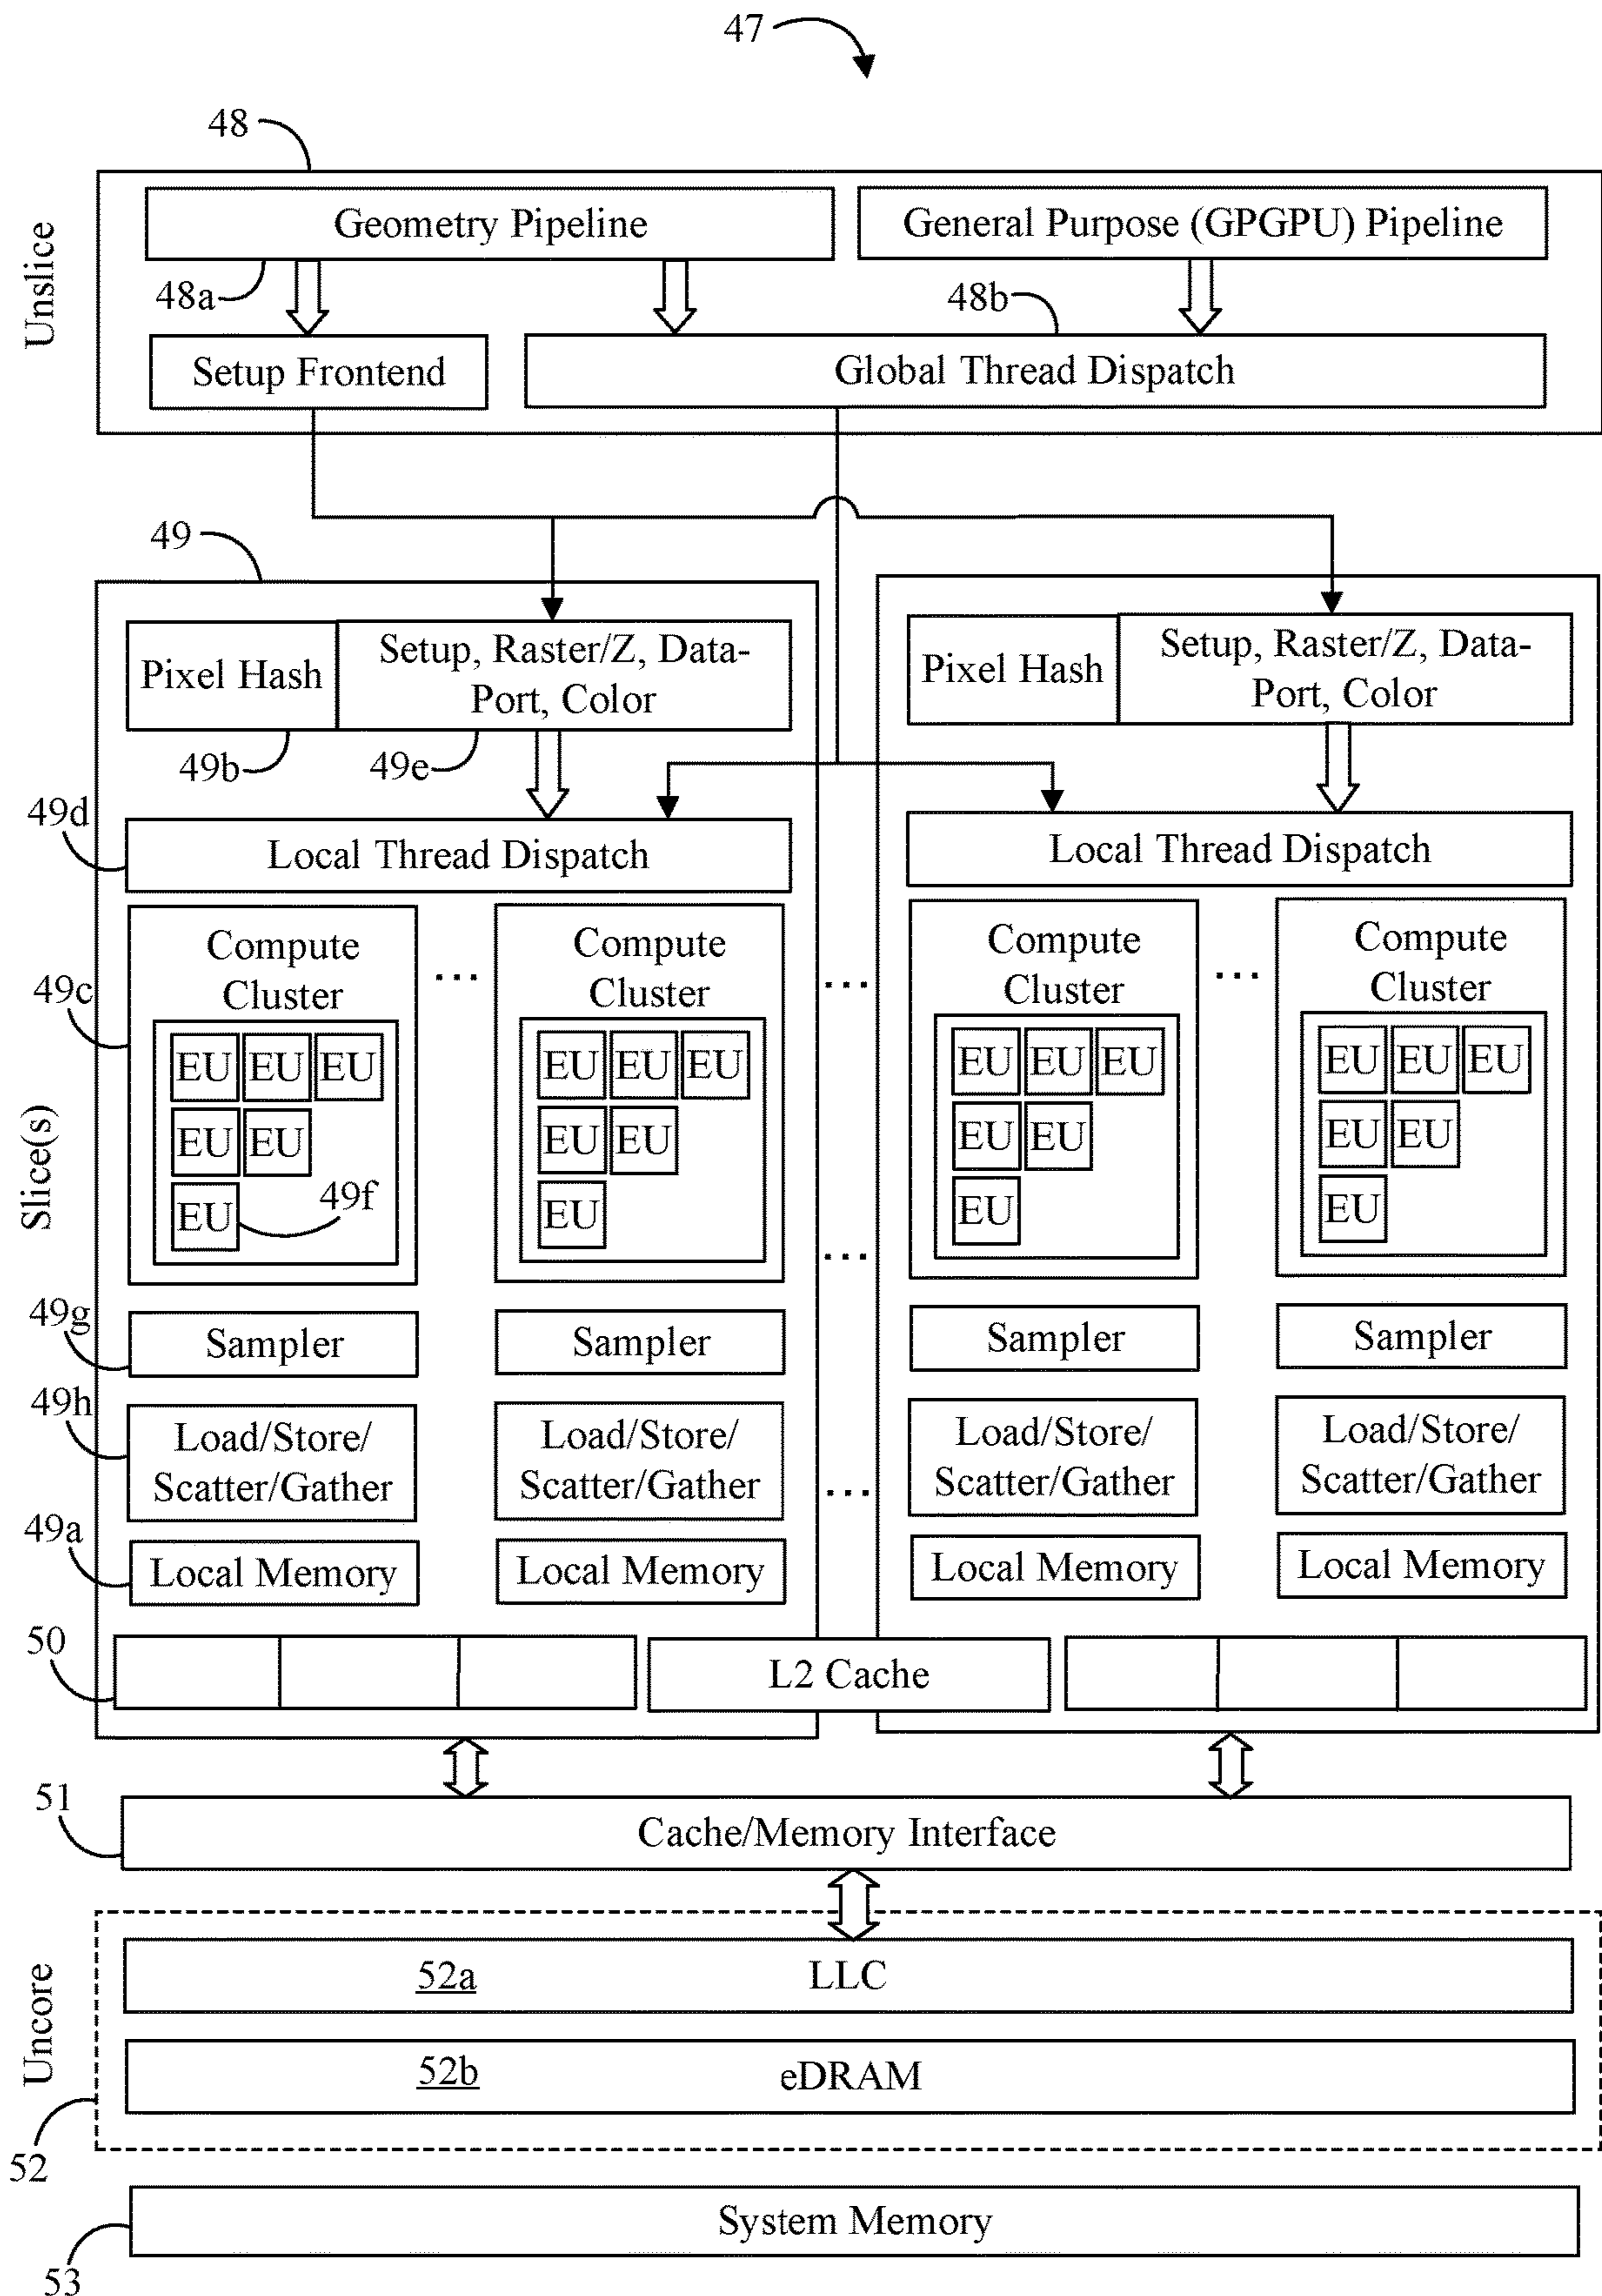 47
48
Unslice
Geometry Pipeline
General Purpose (GPGPU) Pipeline
48a
48b
Setup Frontend
Global Thread Dispatch
49
Pixel Hash
Setup, Raster/Z, Data-
Port, Color
Pixel Hash
Setup, Raster/Z, Data-
Port, Color
49b
49e
49d
Local Thread Dispatch
Local Thread Dispatch
Slice(s)
49c
Compute
Cluster
EU EU EU
EU EU
EU
49f
...
Compute
Cluster
EU EU EU
EU EU
EU
...
Compute
Cluster
EU EU EU
EU EU
EU
...
Compute
Cluster
EU EU EU
EU EU
EU
...
49g
Sampler
Sampler
Sampler
Sampler
49h
Load/Store/
Scatter/Gather
Load/Store/
Scatter/Gather
...
Load/Store/
Scatter/Gather
Load/Store/
Scatter/Gather
49a
Local Memory
Local Memory
Local Memory
Local Memory
50
L2 Cache
51
Cache/Memory Interface
Uncore
52a LLC
52b eDRAM
52
System Memory
53